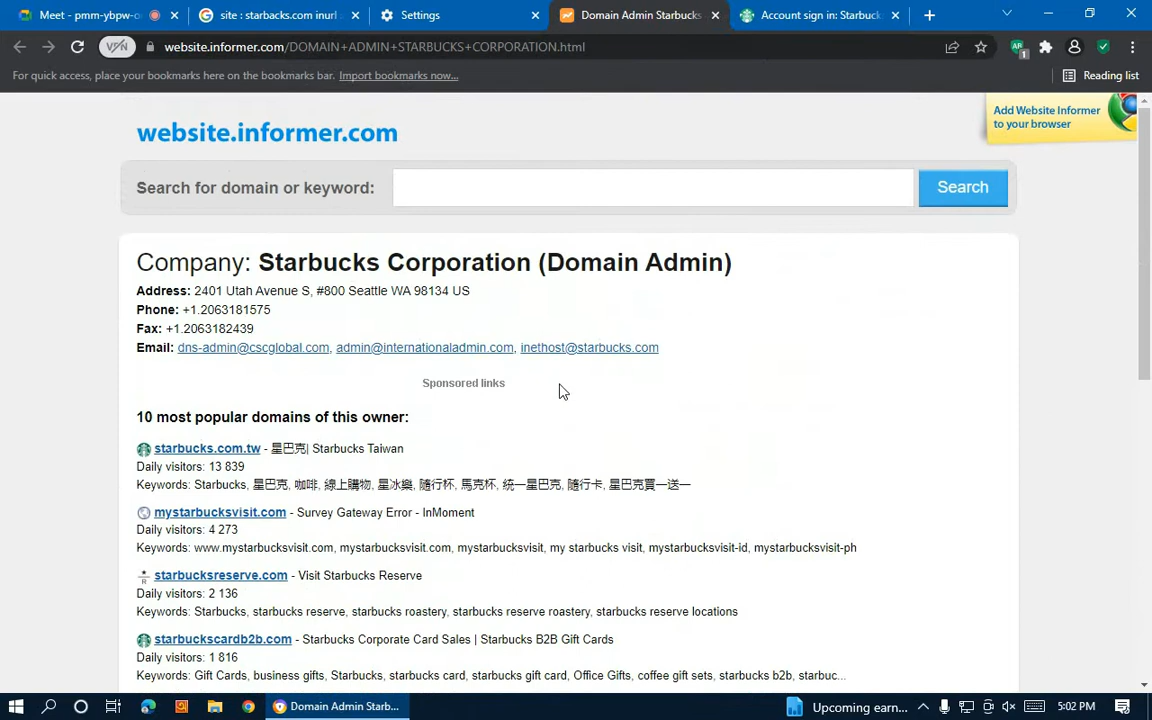 Meet - pmm-ybpw-o
site : starbacks.com inurl
Settings
Domain Admin Starbucks
Account sign in: Starbuck
VPN
website.informer.com/DOMAIN+ADMIN+STARBUCKS+CORPORATION.html
For quick access, place your bookmarks here on the bookmarks bar. Import bookmarks now...
Reading list
Add Website Informer
to your browser
website.informer.com
Search for domain or keyword:
Search
Company: Starbucks Corporation (Domain Admin)
Address: 2401 Utah Avenue S, #800 Seattle WA 98134 US
Phone: +1.2063181575
Fax: +1.2063182439
Email: dns-admin@cscglobal.com, admin@internationaladmin.com, inethost@starbucks.com
Sponsored links
10 most popular domains of this owner:
starbucks.com.tw - 星巴克| Starbucks Taiwan
Daily visitors: 13 839
Keywords: Starbucks, 星巴克, 咖啡, 線上購物, 星冰樂, 隨行杯, 馬克杯, 統一星巴克, 隨行卡, 星巴克買一送一
mystarbucksvisit.com - Survey Gateway Error - InMoment
Daily visitors: 4 273
Keywords: www.mystarbucksvisit.com, mystarbucksvisit.com, mystarbucksvisit, my starbucks visit, mystarbucksvisit-id, mystarbucksvisit-ph
starbucksreserve.com - Visit Starbucks Reserve
Daily visitors: 2 136
Keywords: Starbucks, starbucks reserve, starbucks roastery, starbucks reserve roastery, starbucks reserve locations
starbuckscardb2b.com - Starbucks Corporate Card Sales | Starbucks B2B Gift Cards
Daily visitors: 1 816
Keywords: Gift Cards, business gifts, Starbucks, starbucks card, starbucks gift card, Office Gifts, coffee gift sets, starbucks b2b, starbuc...
Domain Admin Starb...
Upcoming earn...
5:02 PM